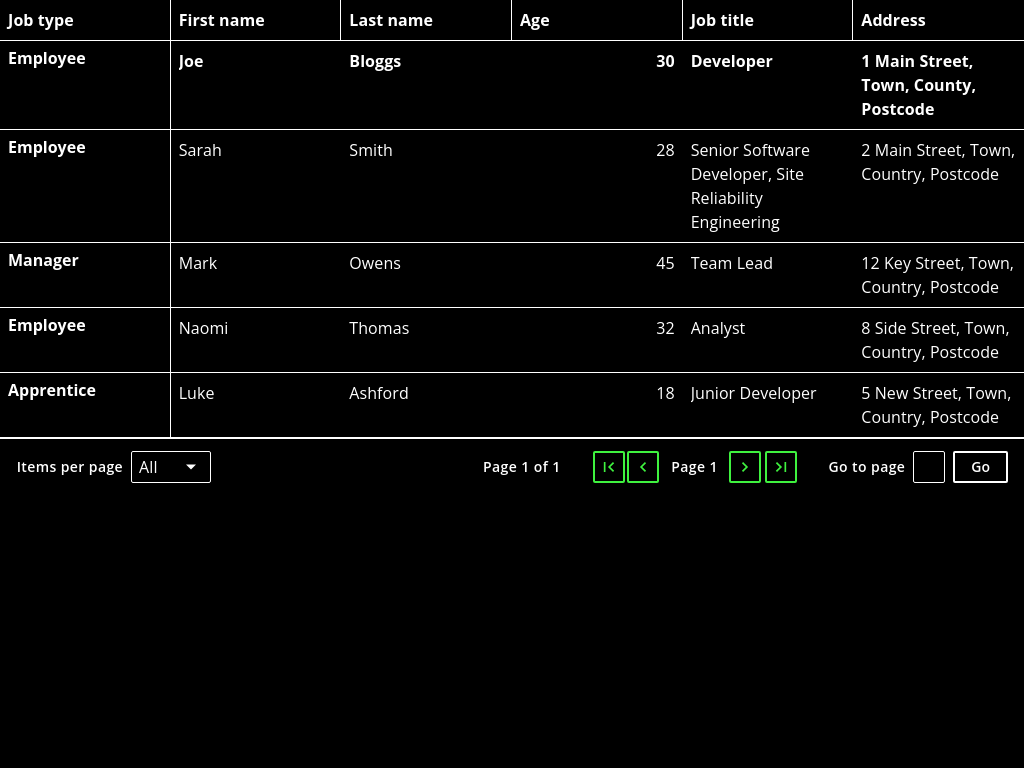 Job type First name Last name Age Job title Address
Employee Joe Bloggs 30 Developer 1 Main Street,
Town, County,
Postcode
Employee Sarah Smith 28 Senior Software 2 Main Street, Town,
Developer, Site Country, Postcode
Reliability
Engineering
Manager Mark Owens 45 Team Lead 12 Key Street, Town,
Country, Postcode
Employee Naomi Thomas 32 Analyst 8 Side Street, Town,
Country, Postcode
Apprentice Luke Ashford 18 Junior Developer 5 New Street, Town,
Country, Postcode
Items per page All Page 1 of 1 Page 1 Go to page Go